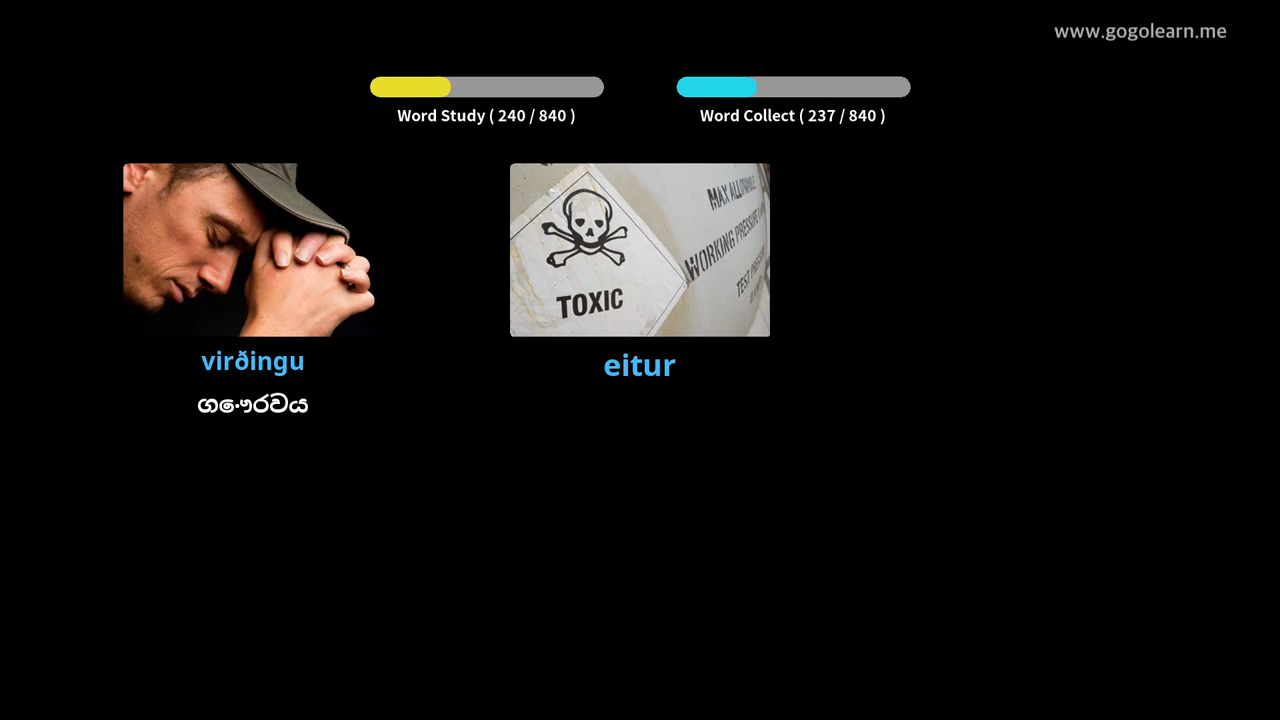 www.gogolearn.me
Word Study ( 240 / 840 )
Word Collect ( 237 / 840 )
TOXIC
MAX ALLOWABLE
WORKING PRESSURE
TEST
virðingu
eitur
ගෞරවය